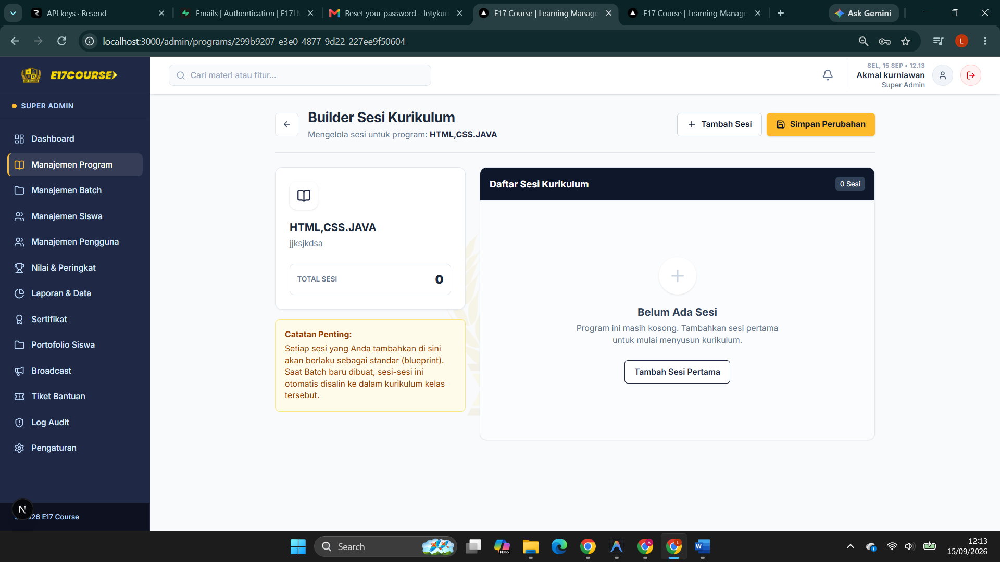 API keys · Resend
Emails | Authentication | E17L
Reset your password - Intykur
E17 Course | Learning Manage
E17 Course | Learning Manage
Ask Gemini
localhost:3000/admin/programs/299b9207-e3e0-4877-9d22-227ee9f50604
L
E17COURSE
Cari materi atau fitur...
SEL, 15 SEP • 12.13
Akmal kurniawan
Super Admin
SUPER ADMIN
Dashboard
Manajemen Program
Manajemen Batch
Manajemen Siswa
Manajemen Pengguna
Nilai & Peringkat
Laporan & Data
Sertifikat
Portofolio Siswa
Broadcast
Tiket Bantuan
Log Audit
Pengaturan
N
26 E17 Course
Builder Sesi Kurikulum
Mengelola sesi untuk program: HTML,CSS.JAVA
Tambah Sesi
Simpan Perubahan
HTML,CSS.JAVA
jjksjkdsa
TOTAL SESI
0
Catatan Penting:
Setiap sesi yang Anda tambahkan di sini
akan berlaku sebagai standar (blueprint).
Saat Batch baru dibuat, sesi-sesi ini
otomatis disalin ke dalam kurikulum kelas
tersebut.
Daftar Sesi Kurikulum
0 Sesi
Belum Ada Sesi
Program ini masih kosong. Tambahkan sesi pertama
untuk mulai menyusun kurikulum.
Tambah Sesi Pertama
Search
12:13
15/09/2026